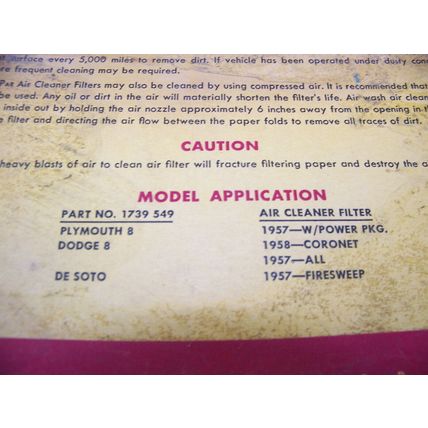 surface every 5,000 miles to remove dirt. If vehicle has been operated under dusty con
re frequent cleaning may be required.
PAR Air Cleaner Filters may also be cleaned by using compressed air. It is recommended that
be used. Any oil or dirt in the air will materially shorten the filter's life. Air wash air clean
inside out by holding the air nozzle approximately 6 inches away from the opening in th
e filter and directing the air flow between the paper folds to remove all traces of dirt.
CAUTION
heavy blasts of air to clean air filter will fracture filtering paper and destroy the a
MODEL APPLICATION
PART NO. 1739 549 AIR CLEANER FILTER
PLYMOUTH 8 1957—W/POWER PKG.
DODGE 8 1958—CORONET
1957—ALL
DE SOTO 1957—FIRESWEEP